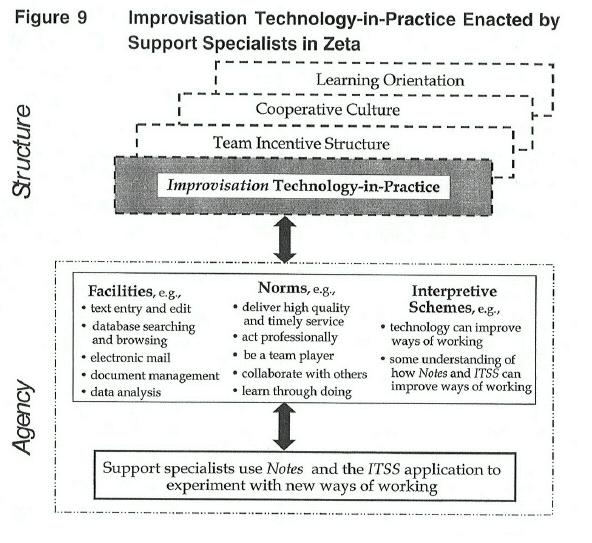 Figure 9 Improvisation Technology-in-Practice Enacted by
Support Specialists in Zeta
Structure
Learning Orientation
Cooperative Culture
Team Incentive Structure
Improvisation Technology-in-Practice
Agency
Facilities, e.g.,
• text entry and edit
• database searching
and browsing
• electronic mail
• document management
• data analysis
Norms, e.g.,
• deliver high quality
and timely service
• act professionally
• be a team player
• collaborate with others
• learn through doing
Interpretive
Schemes, e.g.,
• technology can improve
ways of working
• some understanding of
how Notes and ITSS can
improve ways of working
Support specialists use Notes and the ITSS application to
experiment with new ways of working